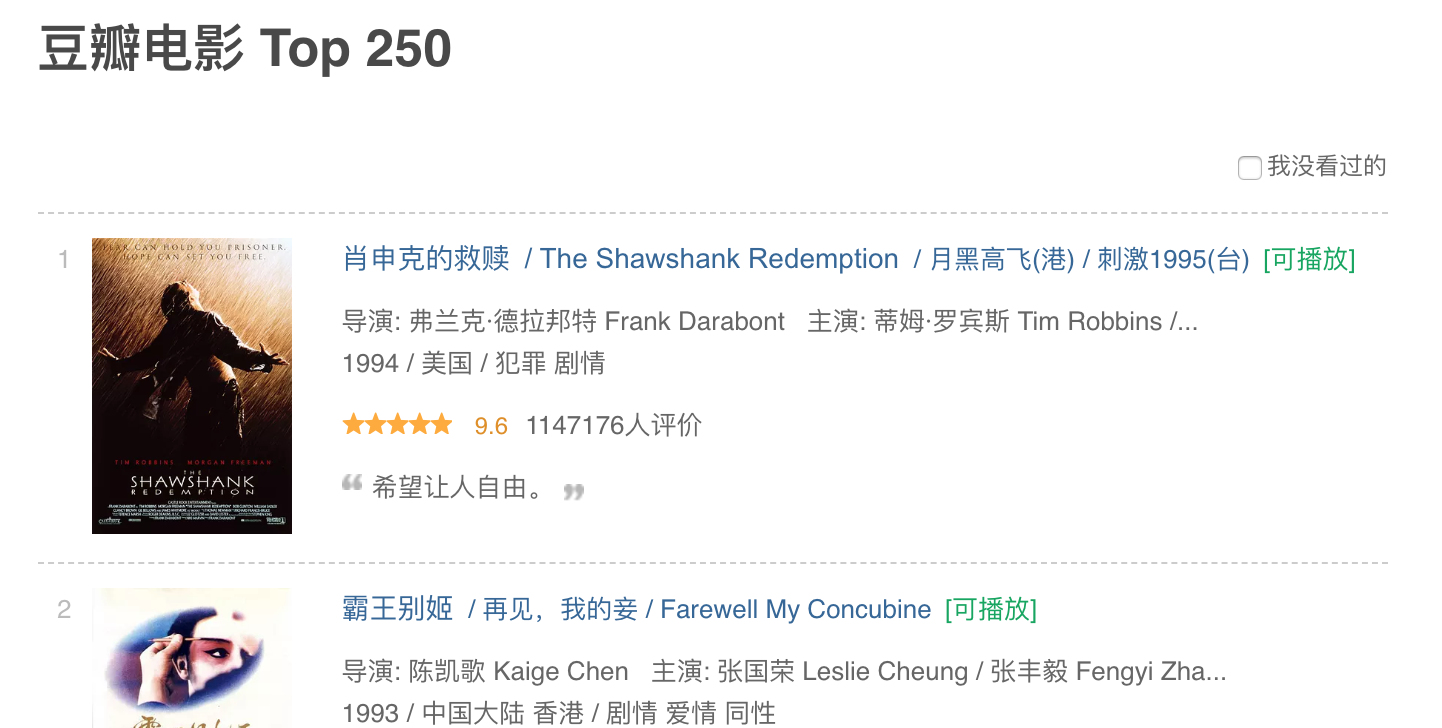 豆瓣电影 Top 250
我没看过的
1
FEAR CAN HOLD YOU PRISONER.
HOPE CAN SET YOU FREE.
TIM ROBBINS MORGAN FREEMAN
THE
SHAWSHANK
REDEMPTION
肖申克的救赎 / The Shawshank Redemption / 月黑高飞(港) / 刺激1995(台) [可播放]
导演: 弗兰克·德拉邦特 Frank Darabont 主演: 蒂姆·罗宾斯 Tim Robbins /...
1994 / 美国 / 犯罪 剧情
9.6 1147176人评价
“ 希望让人自由。 ”
2
霸王别姬 / 再见，我的妾 / Farewell My Concubine [可播放]
导演: 陈凯歌 Kaige Chen 主演: 张国荣 Leslie Cheung / 张丰毅 Fengyi Zha...
1993 / 中国大陆 香港 / 剧情 爱情 同性